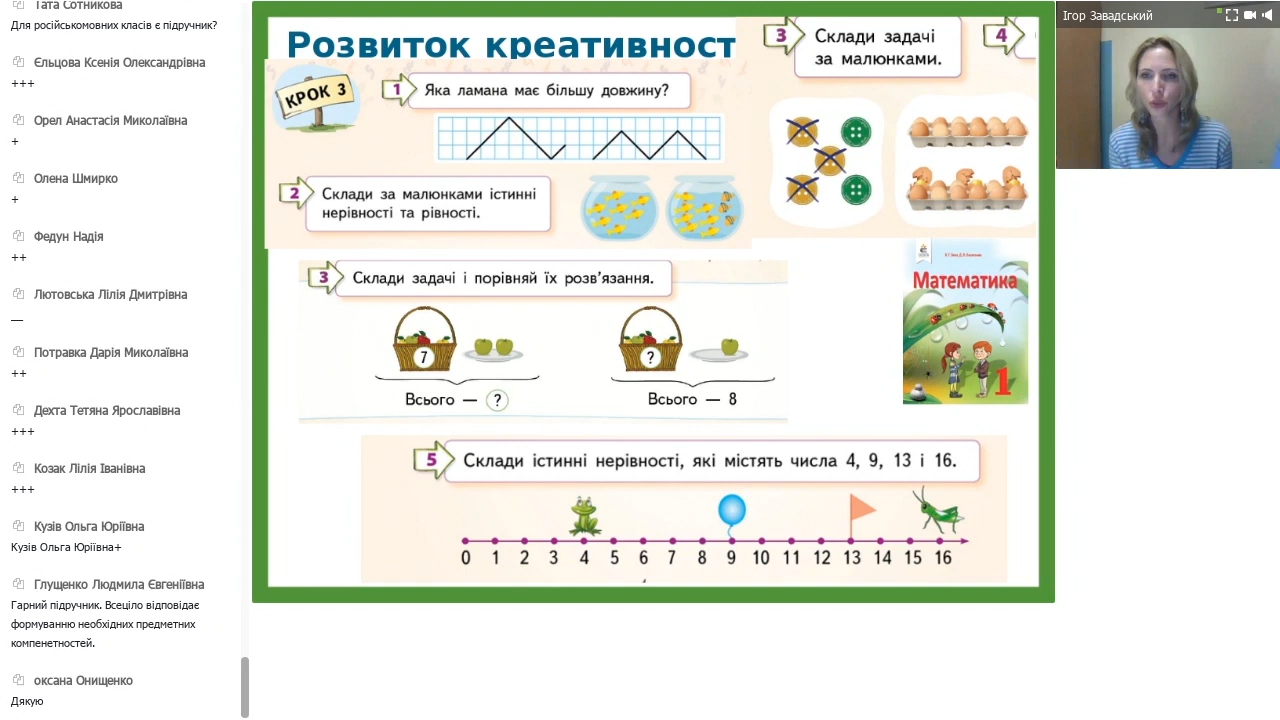 Тата Сотникова
Для російськомовних класів є підручник?
Єльцова Ксенія Олександрівна
+++
Орел Анастасія Миколаївна
+
Олена Шмирко
+
Федун Надія
++
Лютовська Лілія Дмитрівна
__
Потравка Дарія Миколаївна
++
Дехта Тетяна Ярославівна
+++
Козак Лілія Іванівна
+++
Кузів Ольга Юріївна
Кузів Ольга Юріївна+
Глущенко Людмила Євгеніївна
Гарний підручник. Всеціло відповідає
формуванню необхідних предметних
компенетностей.
оксана Онищенко
Дякую
Розвиток креативност
КРОК 3
1 Яка ламана має більшу довжину?
2 Склади за малюнками істинні
нерівності та рівності.
3 Склади задачі
за малюнками.
4
3 Склади задачі і порівняй їх розв’язання.
7 ?
Всього — ? Всього — 8
Математика
1
5 Склади істинні нерівності, які містять числа 4, 9, 13 і 16.
0 1 2 3 4 5 6 7 8 9 10 11 12 13 14 15 16
Ігор Завадський